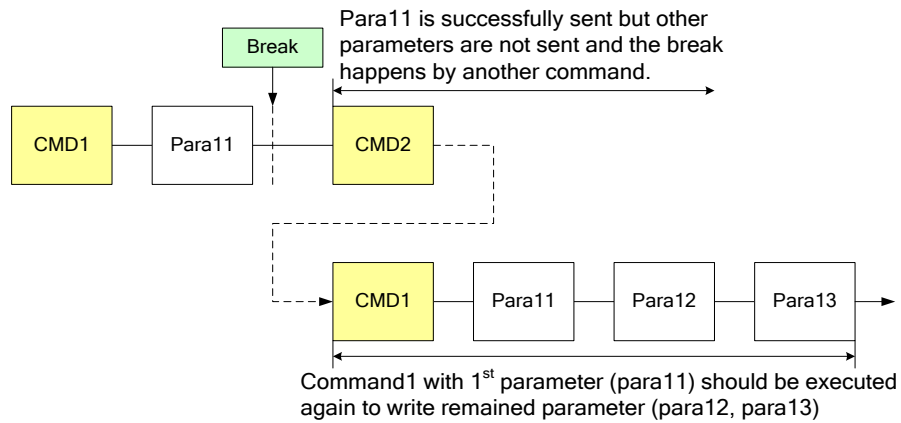 Para11 is successfully sent but other
parameters are not sent and the break
happens by another command.
Break
CMD1
Para11
CMD2
CMD1
Para11
Para12
Para13
Command1 with 1st parameter (para11) should be executed
again to write remained parameter (para12, para13)